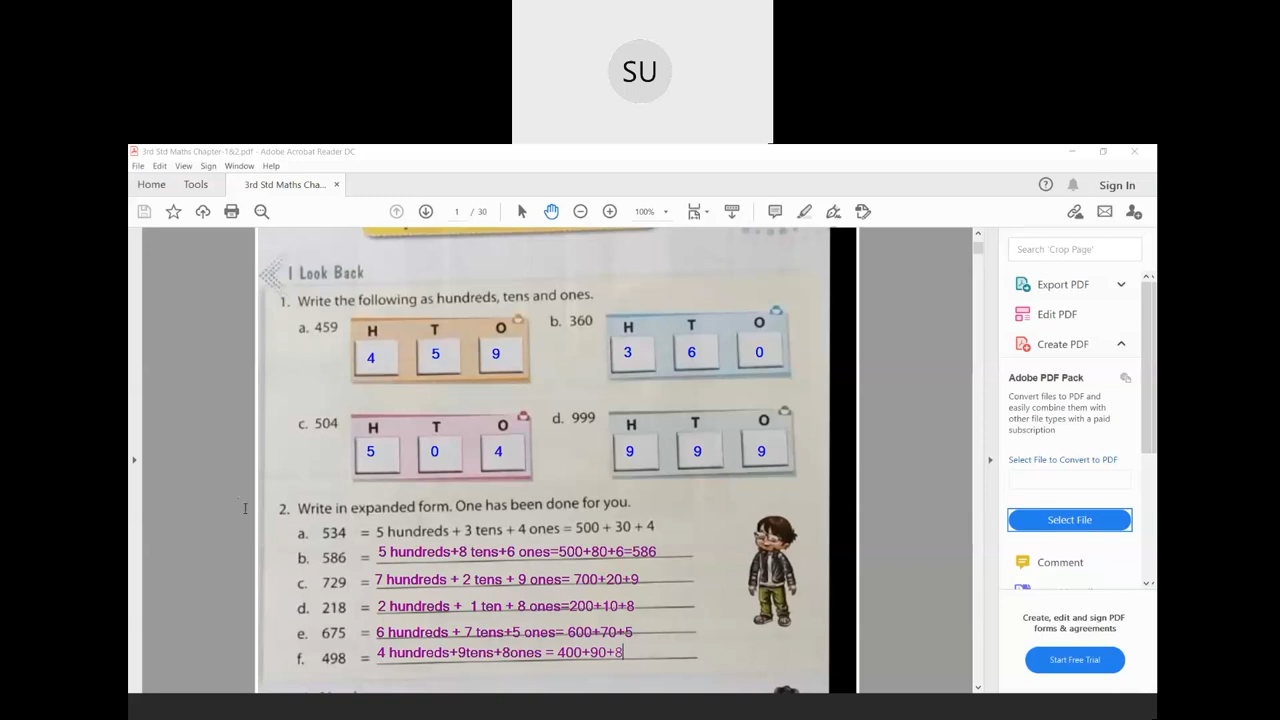 SU
3rd Std Maths Chapter-1&2.pdf - Adobe Acrobat Reader DC
File Edit View Sign Window Help
Home Tools 3rd Std Maths Cha... × Sign In
1 / 30 100%
Search 'Crop Page'
I Look Back
Export PDF
1. Write the following as hundreds, tens and ones.
Edit PDF
a. 459 H T O b. 360 H T O
4 5 9 3 6 0
Create PDF
Adobe PDF Pack
Convert files to PDF and
easily combine them with
other file types with a paid
subscription
c. 504 H T O d. 999 H T O
5 0 4 9 9 9
Select File to Convert to PDF
2. Write in expanded form. One has been done for you.
Select File
a. 534 = 5 hundreds + 3 tens + 4 ones = 500 + 30 + 4
b. 586 = 5 hundreds+8 tens+6 ones=500+80+6=586
Comment
c. 729 = 7 hundreds + 2 tens + 9 ones= 700+20+9
d. 218 = 2 hundreds + 1 ten + 8 ones=200+10+8
e. 675 = 6 hundreds + 7 tens+5 ones= 600+70+5
f. 498 = 4 hundreds+9tens+8ones = 400+90+8
Create, edit and sign PDF
forms & agreements
Start Free Trial